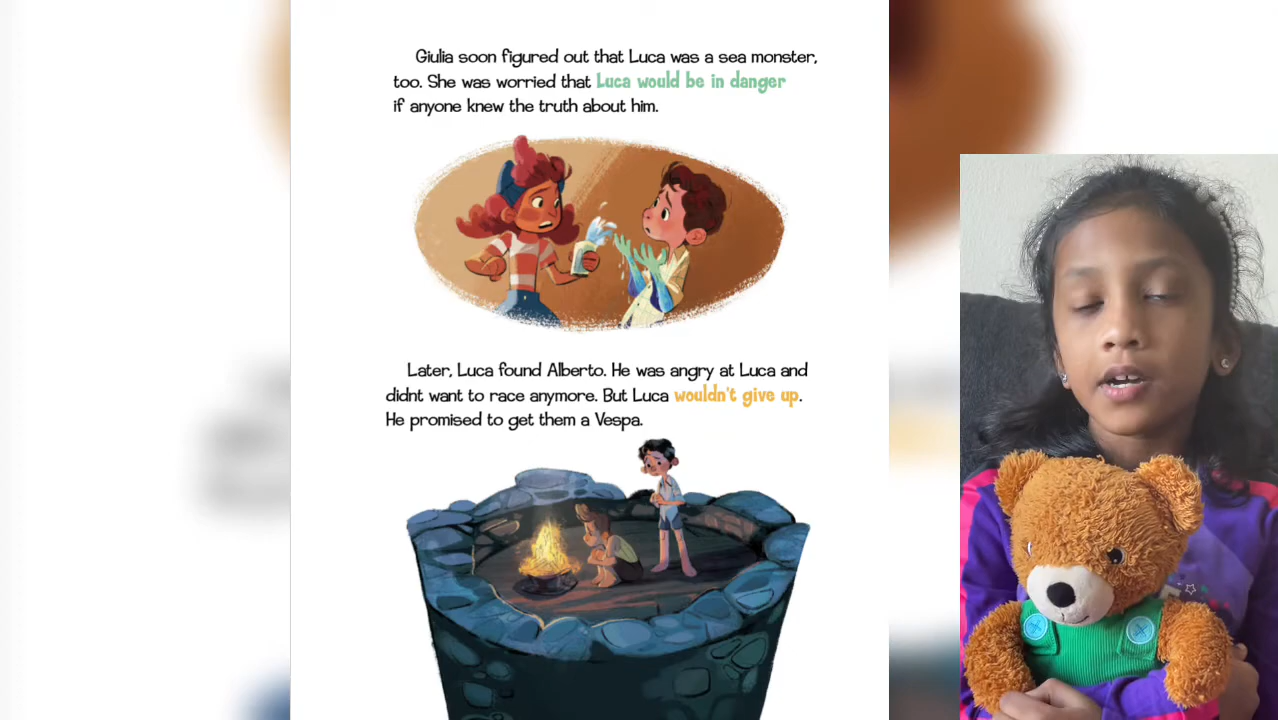 Giulia soon figured out that Luca was a sea monster,
too. She was worried that Luca would be in danger
if anyone knew the truth about him.
Later, Luca found Alberto. He was angry at Luca and
didnt want to race anymore. But Luca wouldn't give up.
He promised to get them a Vespa.